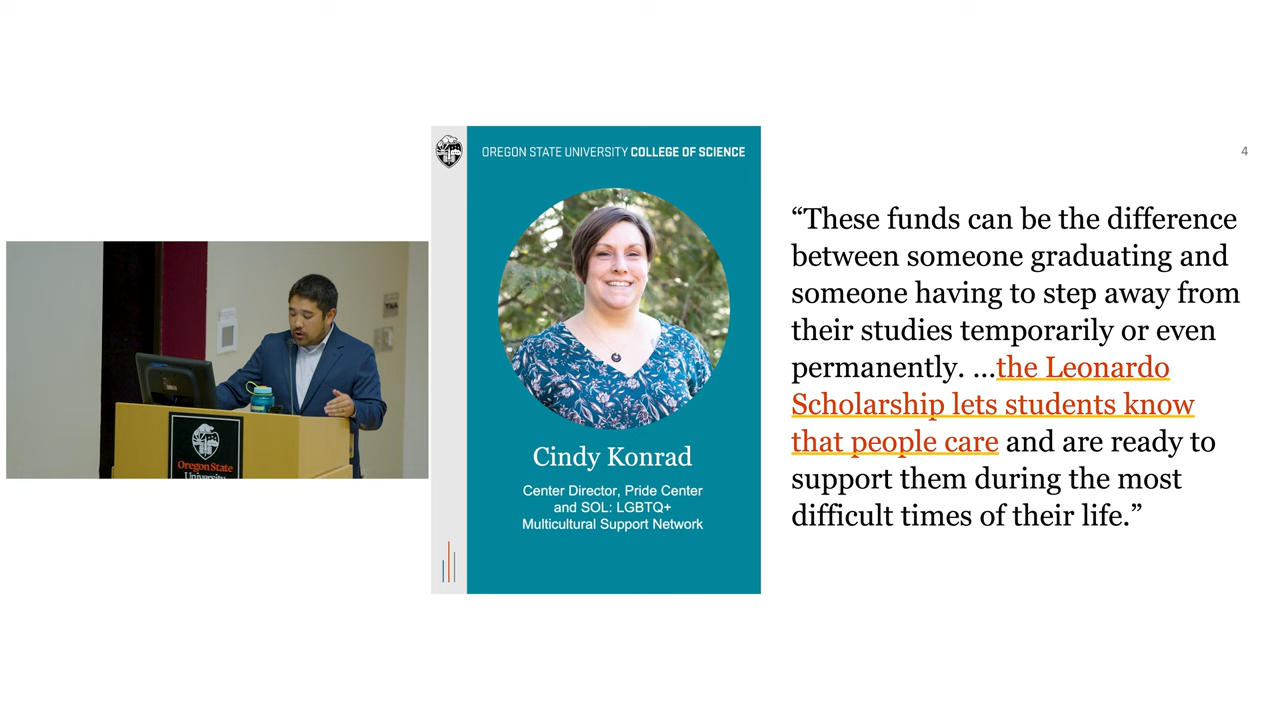 OREGON STATE UNIVERSITY COLLEGE OF SCIENCE
4
Oregon State
University
Cindy Konrad
Center Director, Pride Center
and SOL: LGBTQ+
Multicultural Support Network
“These funds can be the difference
between someone graduating and
someone having to step away from
their studies temporarily or even
permanently. ...the Leonardo
Scholarship lets students know
that people care and are ready to
support them during the most
difficult times of their life.”